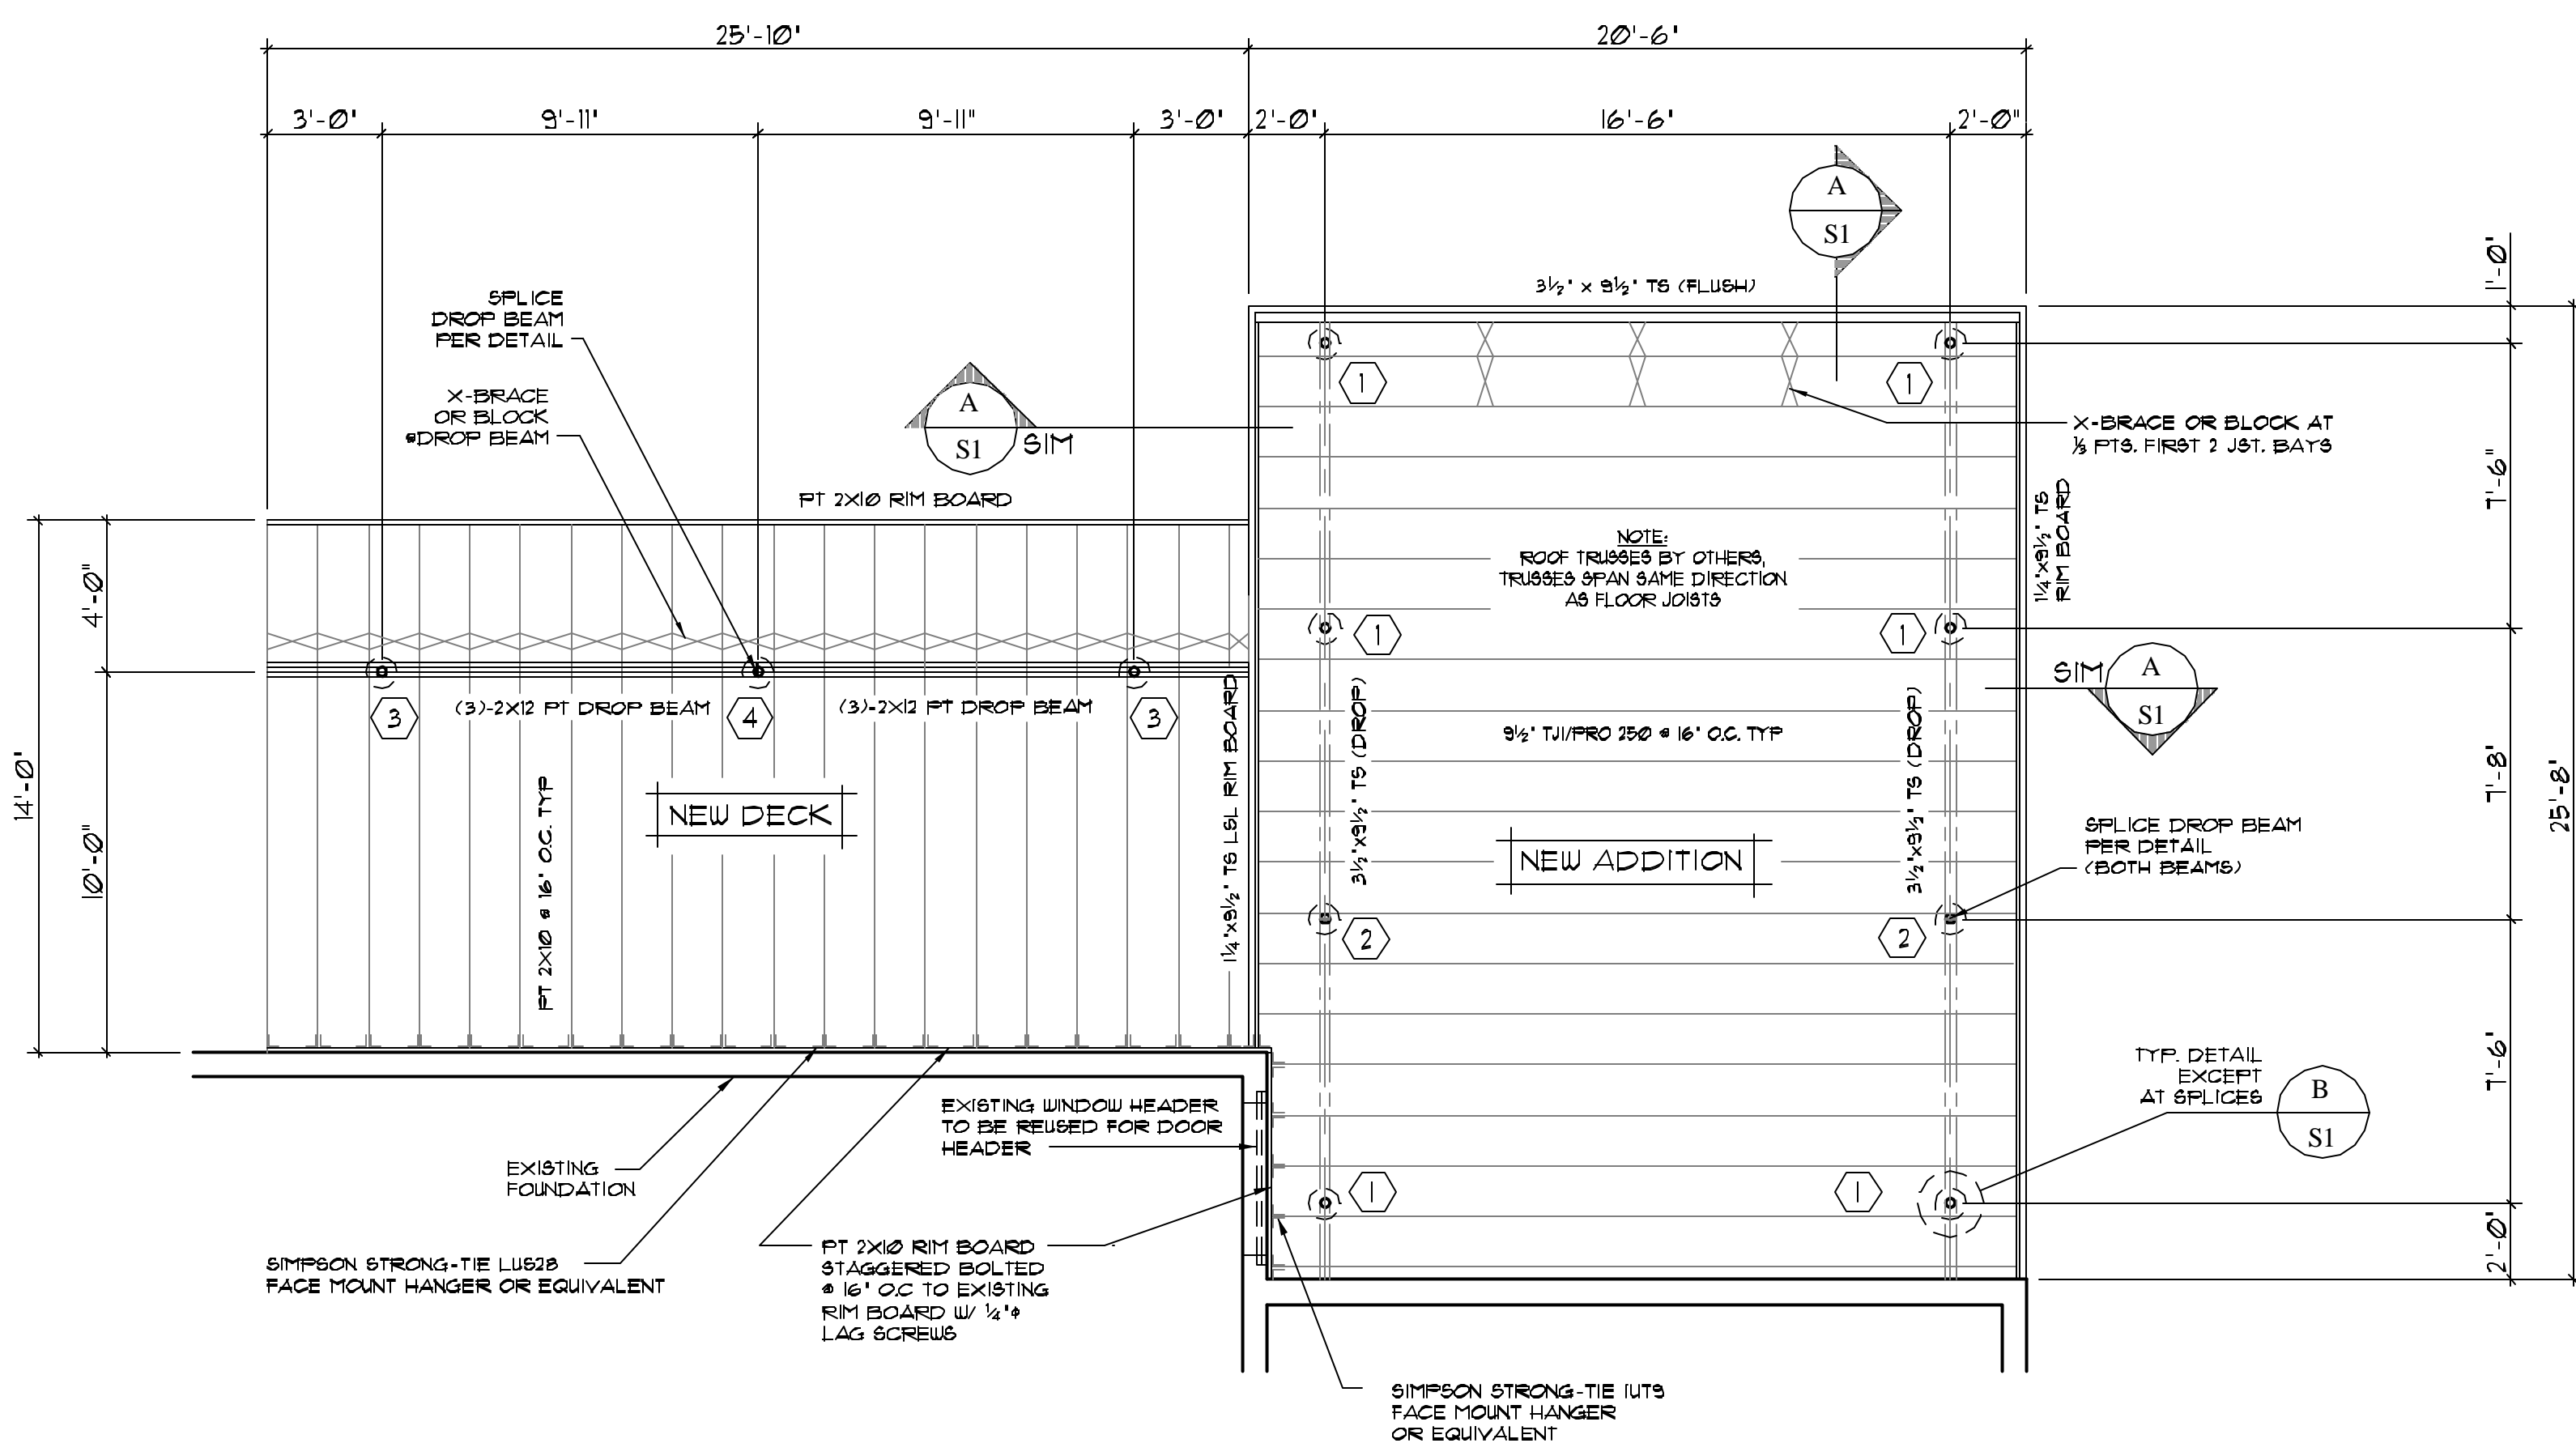 25'-10"
20'-6"
3'-0"
9'-11"
9'-11"
3'-0"
2'-0"
16'-6"
2'-0"
A
S1
1'-0"
3½" x 9½" TS (FLUSH)
SPLICE
DROP BEAM
PER DETAIL
X-BRACE
OR BLOCK
@DROP BEAM
A
S1
SIM
1
1
X-BRACE OR BLOCK AT
⅓ PTS. FIRST 2 JST. BAYS
7'-6"
PT 2X10 RIM BOARD
1¼"x9½" TS
RIM BOARD
NOTE:
ROOF TRUSSES BY OTHERS,
TRUSSES SPAN SAME DIRECTION
AS FLOOR JOISTS
4'-0"
1
1
SIM
A
S1
3
(3)-2X12 PT DROP BEAM
4
(3)-2X12 PT DROP BEAM
3
1¼"x9½" TS LSL RIM BOARD
3½"x9½" TS (DROP)
9½" TJI/PRO 250 @ 16" O.C. TYP
3½"x9½" TS (DROP)
14'-0"
10'-0"
PT 2X10 @ 16" O.C. TYP
NEW DECK
NEW ADDITION
7'-8"
25'-8"
SPLICE DROP BEAM
PER DETAIL
(BOTH BEAMS)
2
2
7'-6"
TYP. DETAIL
EXCEPT
AT SPLICES
B
S1
EXISTING WINDOW HEADER
TO BE REUSED FOR DOOR
HEADER
EXISTING
FOUNDATION
1
1
2'-0"
SIMPSON STRONG-TIE LUS28
FACE MOUNT HANGER OR EQUIVALENT
PT 2X10 RIM BOARD
STAGGERED BOLTED
@ 16" O.C TO EXISTING
RIM BOARD W/ ¼"ϕ
LAG SCREWS
SIMPSON STRONG-TIE IUT9
FACE MOUNT HANGER
OR EQUIVALENT